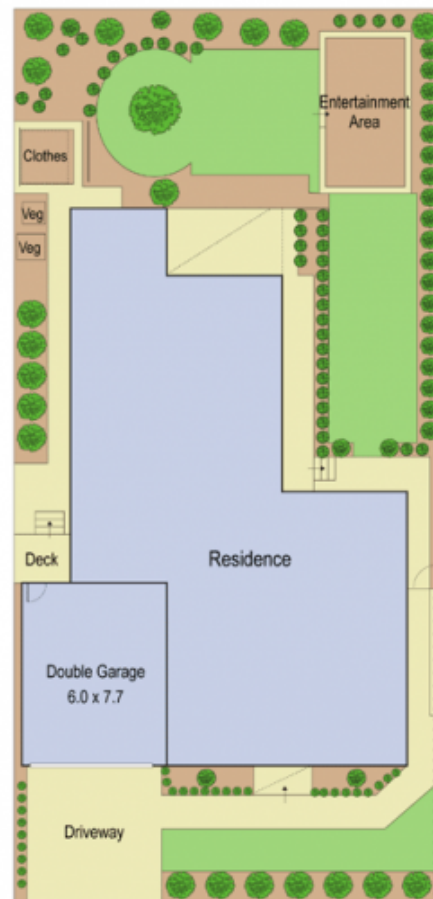 Entertainment
Area
Clothes
Veg
Veg
Residence
Deck
Double Garage
6.0 x 7.7
Driveway